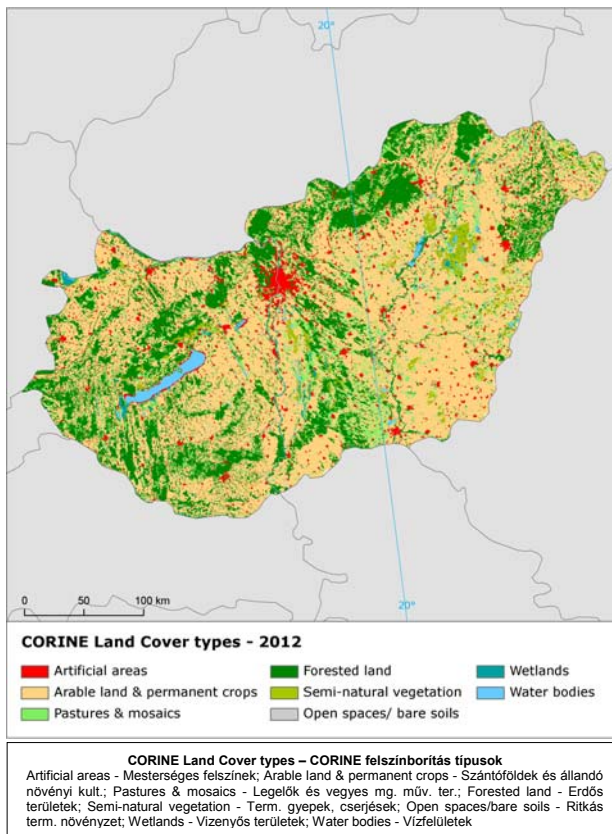 20°
20°
0 50 100 km
CORINE Land Cover types - 2012
Artificial areas
Forested land
Wetlands
Arable land & permanent crops
Semi-natural vegetation
Water bodies
Pastures & mosaics
Open spaces/ bare soils
CORINE Land Cover types – CORINE felszínborítás típusok
Artificial areas - Mesterséges felszínek; Arable land & permanent crops - Szántóföldek és állandó
növényi kult.; Pastures & mosaics - Legelők és vegyes mg. műv. ter.; Forested land - Erdős
területek; Semi-natural vegetation - Term. gyepek, cserjések; Open spaces/bare soils - Ritkás
term. növényzet; Wetlands - Vizenyős területek; Water bodies - Vízfelületek